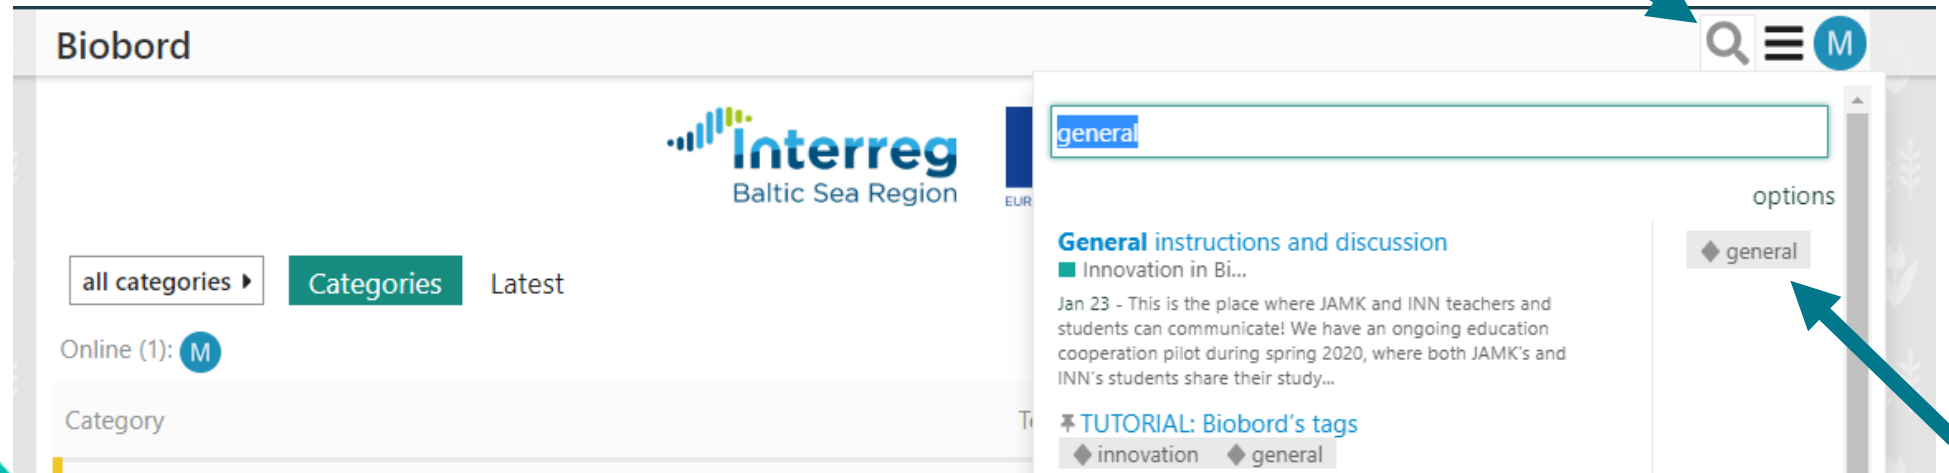 Biobord
M
Interreg
Baltic Sea Region
general
options
General instructions and discussion
Innovation in Bi...
general
Jan 23 - This is the place where JAMK and INN teachers and
students can communicate! We have an ongoing education
cooperation pilot during spring 2020, where both JAMK's and
INN's students share their study...
TUTORIAL: Biobord's tags
innovation general
all categories Categories Latest
Online (1): M
Category